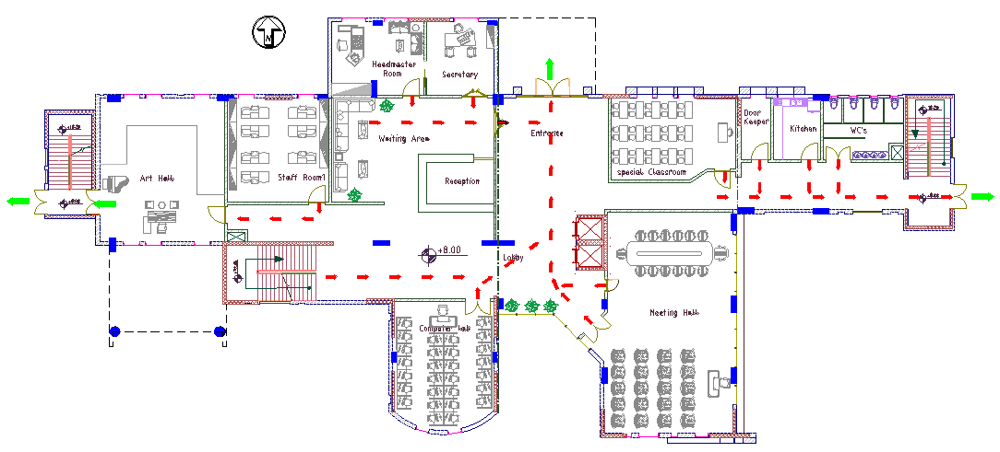 N
Headmaster
Room
Secretary
Waiting Area
Entrance
Door
Keeper
Kitchen
WC's
Art Hall
Staff Room1
Reception
special Classroom
+8.00
Lobby
Meeting Hall
Computer Lab